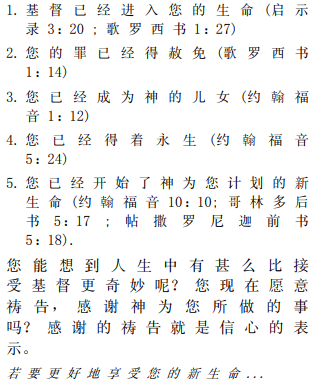 1. 基督已经进入您的生命(启示
录 3:20 ; 歌罗西书 1:27)
2. 您的罪已经得赦免(歌罗西书
1:14)
3. 您已经成为神的儿女(约翰福
音 1:12)
4. 您已经得着永生(约翰福音
5:24)
5. 您已经开始了神为您计划的新
生命(约翰福音 10:10; 哥林多后
书 5:17 ; 帖撒罗尼迦前书
5:18).
您能想到人生中有甚么比接
受基督更奇妙呢? 您现在愿意
祷告, 感谢神为您所做的事
吗? 感谢的祷告就是信心的表
示。
若要更好地享受您的新生命...